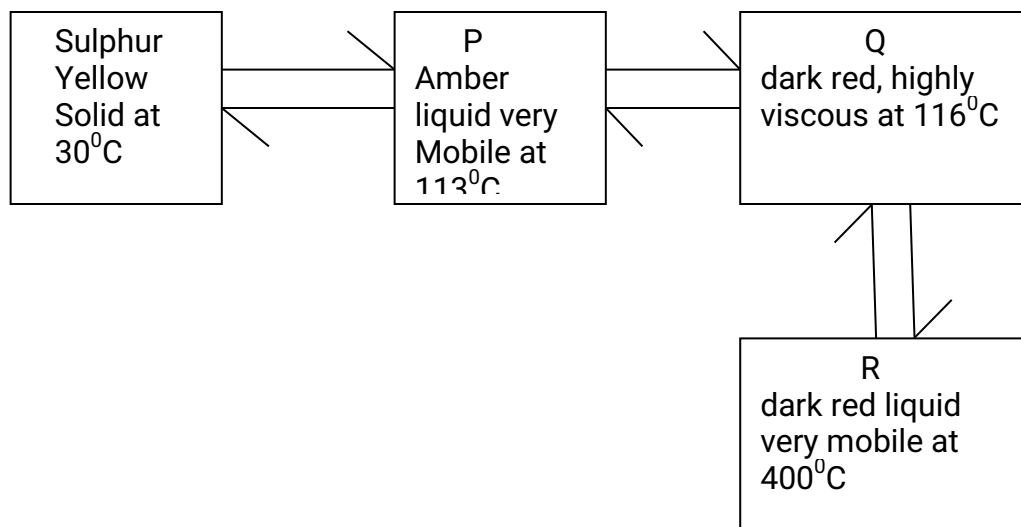 Sulphur
Yellow
Solid at
30⁰C
P
Amber
liquid very
Mobile at
113⁰C
Q
dark red, highly
viscous at 116⁰C
R
dark red liquid
very mobile at
400⁰C